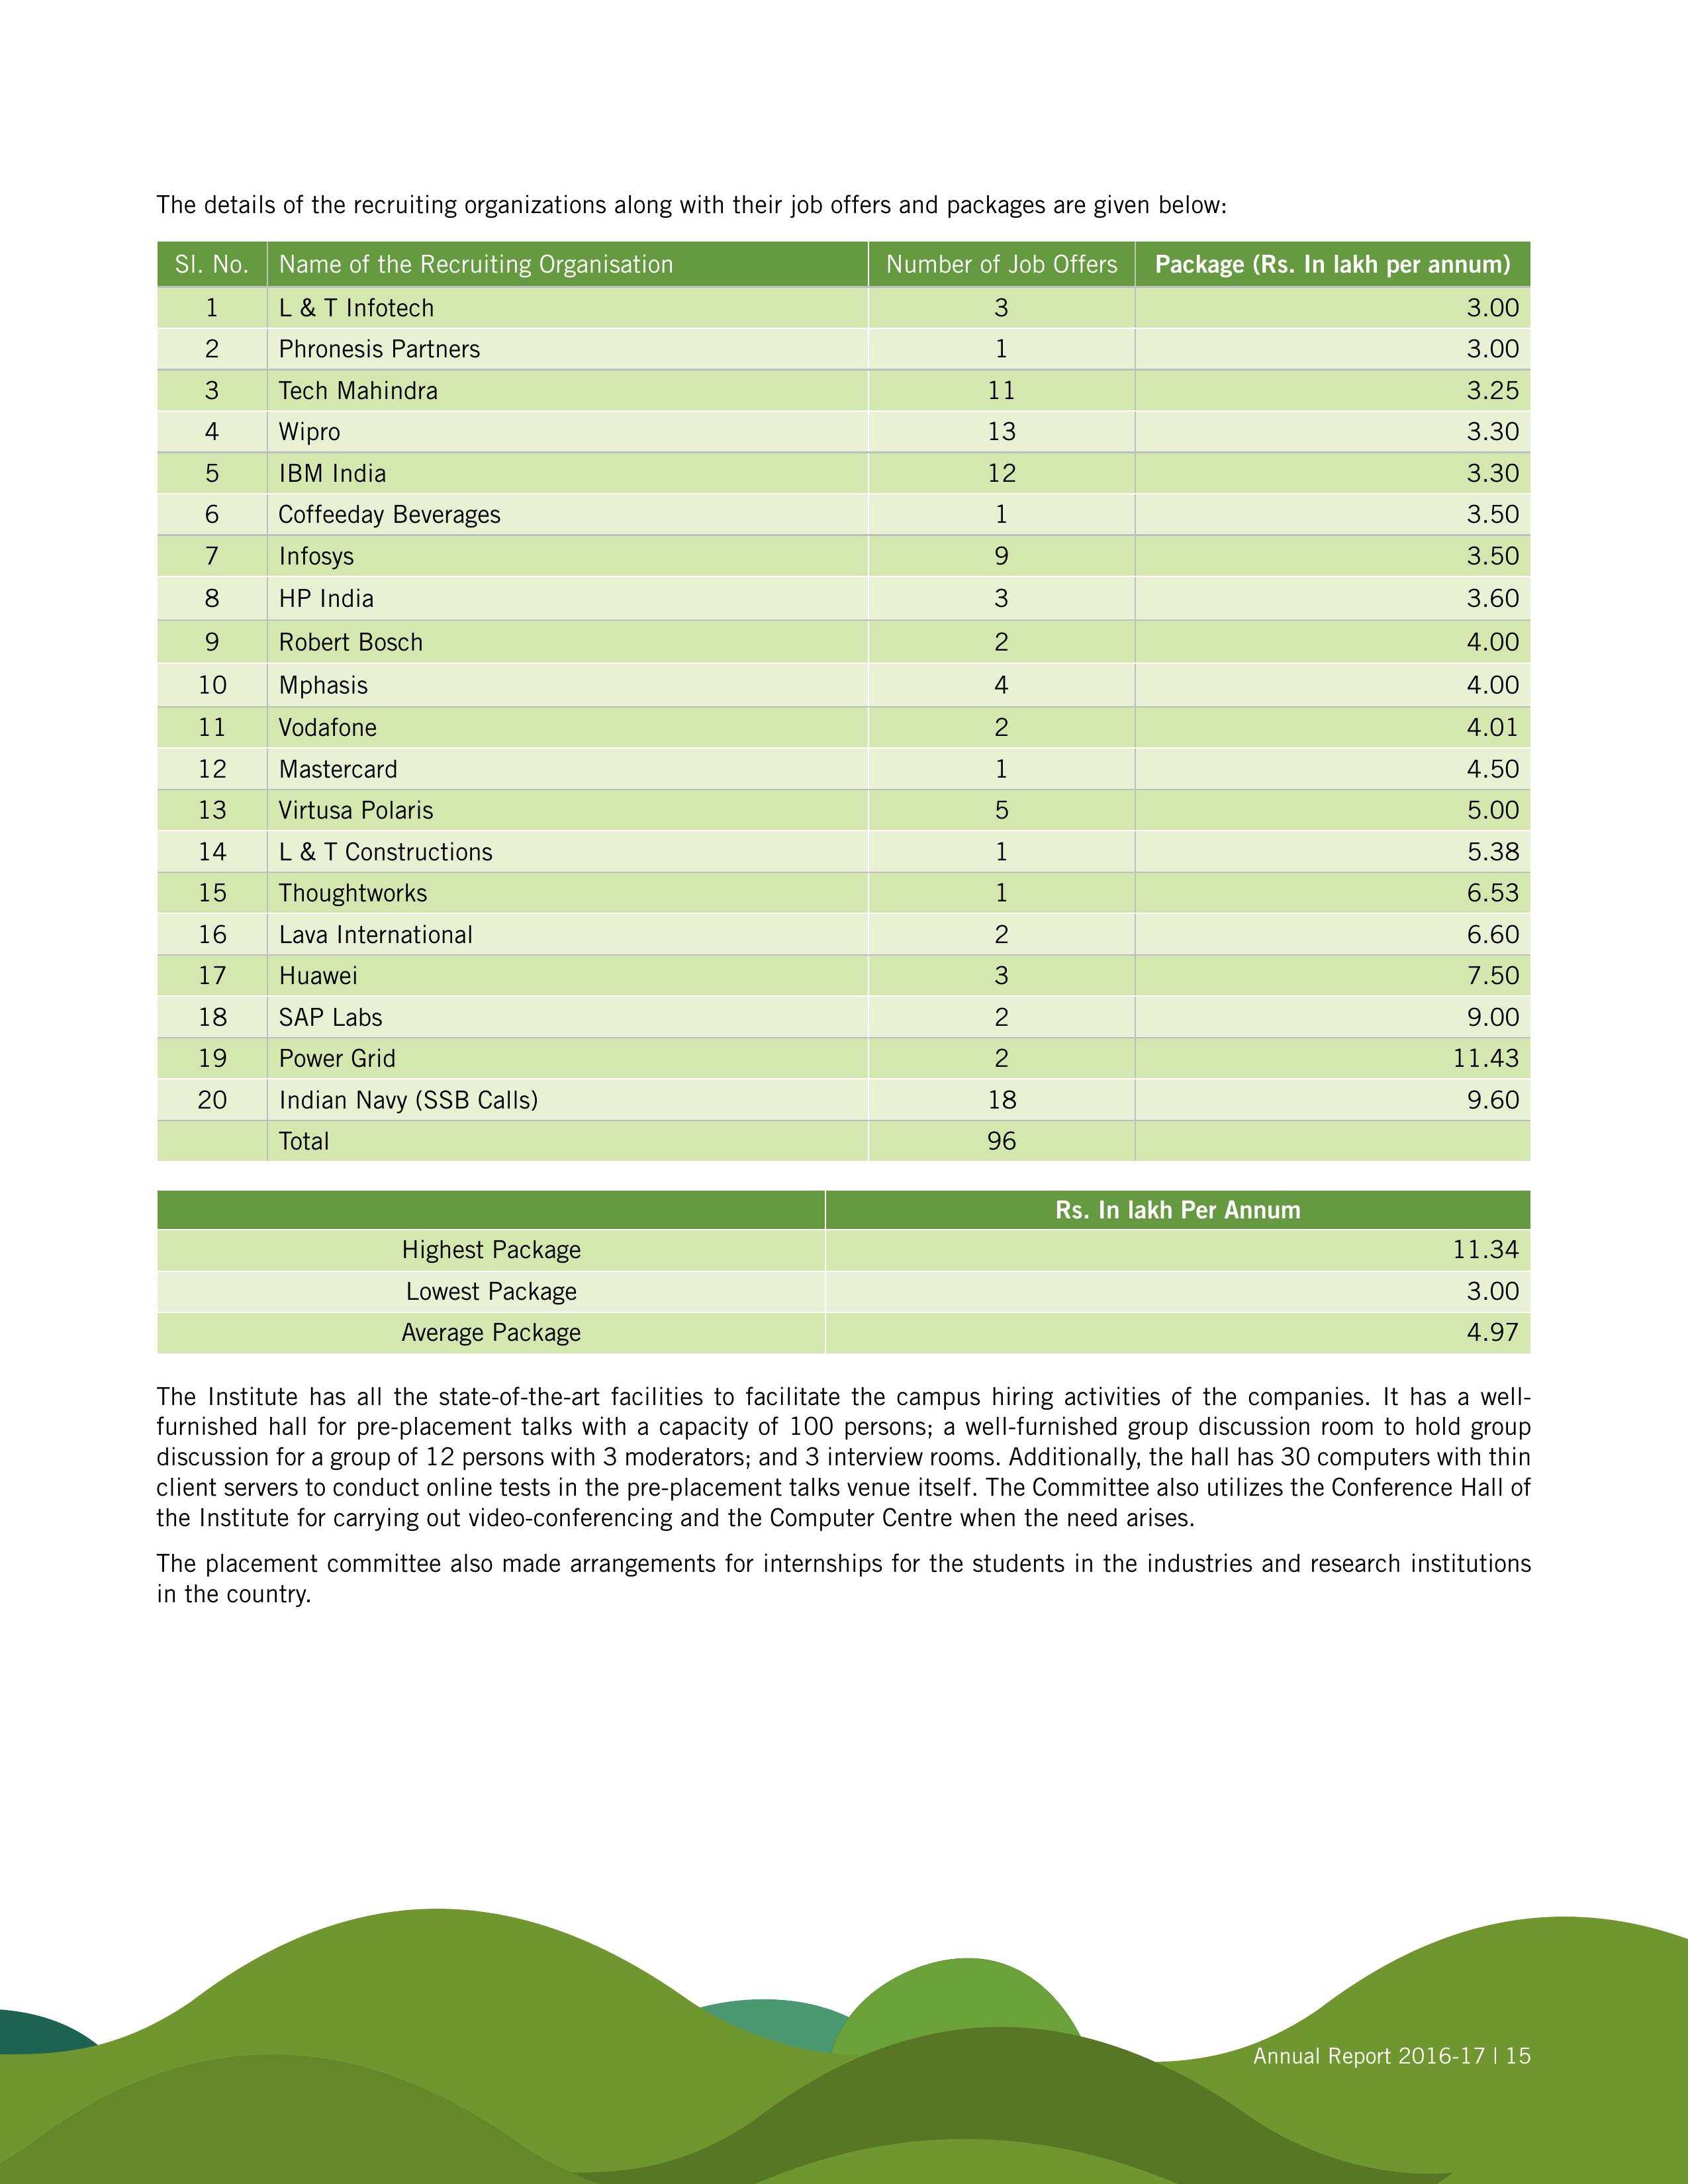 The details of the recruiting organizations along with their job offers and packages are given below:
Sl. No. Name of the Recruiting Organisation Number of Job Offers Package (Rs. In lakh per annum)
1 L & T Infotech 3 3.00
2 Phronesis Partners 1 3.00
3 Tech Mahindra 11 3.25
4 Wipro 13 3.30
5 IBM India 12 3.30
6 Coffeeday Beverages 1 3.50
7 Infosys 9 3.50
8 HP India 3 3.60
9 Robert Bosch 2 4.00
10 Mphasis 4 4.00
11 Vodafone 2 4.01
12 Mastercard 1 4.50
13 Virtusa Polaris 5 5.00
14 L & T Constructions 1 5.38
15 Thoughtworks 1 6.53
16 Lava International 2 6.60
17 Huawei 3 7.50
18 SAP Labs 2 9.00
19 Power Grid 2 11.43
20 Indian Navy (SSB Calls) 18 9.60
Total 96
Rs. In lakh Per Annum
Highest Package 11.34
Lowest Package 3.00
Average Package 4.97
The Institute has all the state-of-the-art facilities to facilitate the campus hiring activities of the companies. It has a well-
furnished hall for pre-placement talks with a capacity of 100 persons; a well-furnished group discussion room to hold group
discussion for a group of 12 persons with 3 moderators; and 3 interview rooms. Additionally, the hall has 30 computers with thin
client servers to conduct online tests in the pre-placement talks venue itself. The Committee also utilizes the Conference Hall of
the Institute for carrying out video-conferencing and the Computer Centre when the need arises.
The placement committee also made arrangements for internships for the students in the industries and research institutions
in the country.
Annual Report 2016-17 | 15